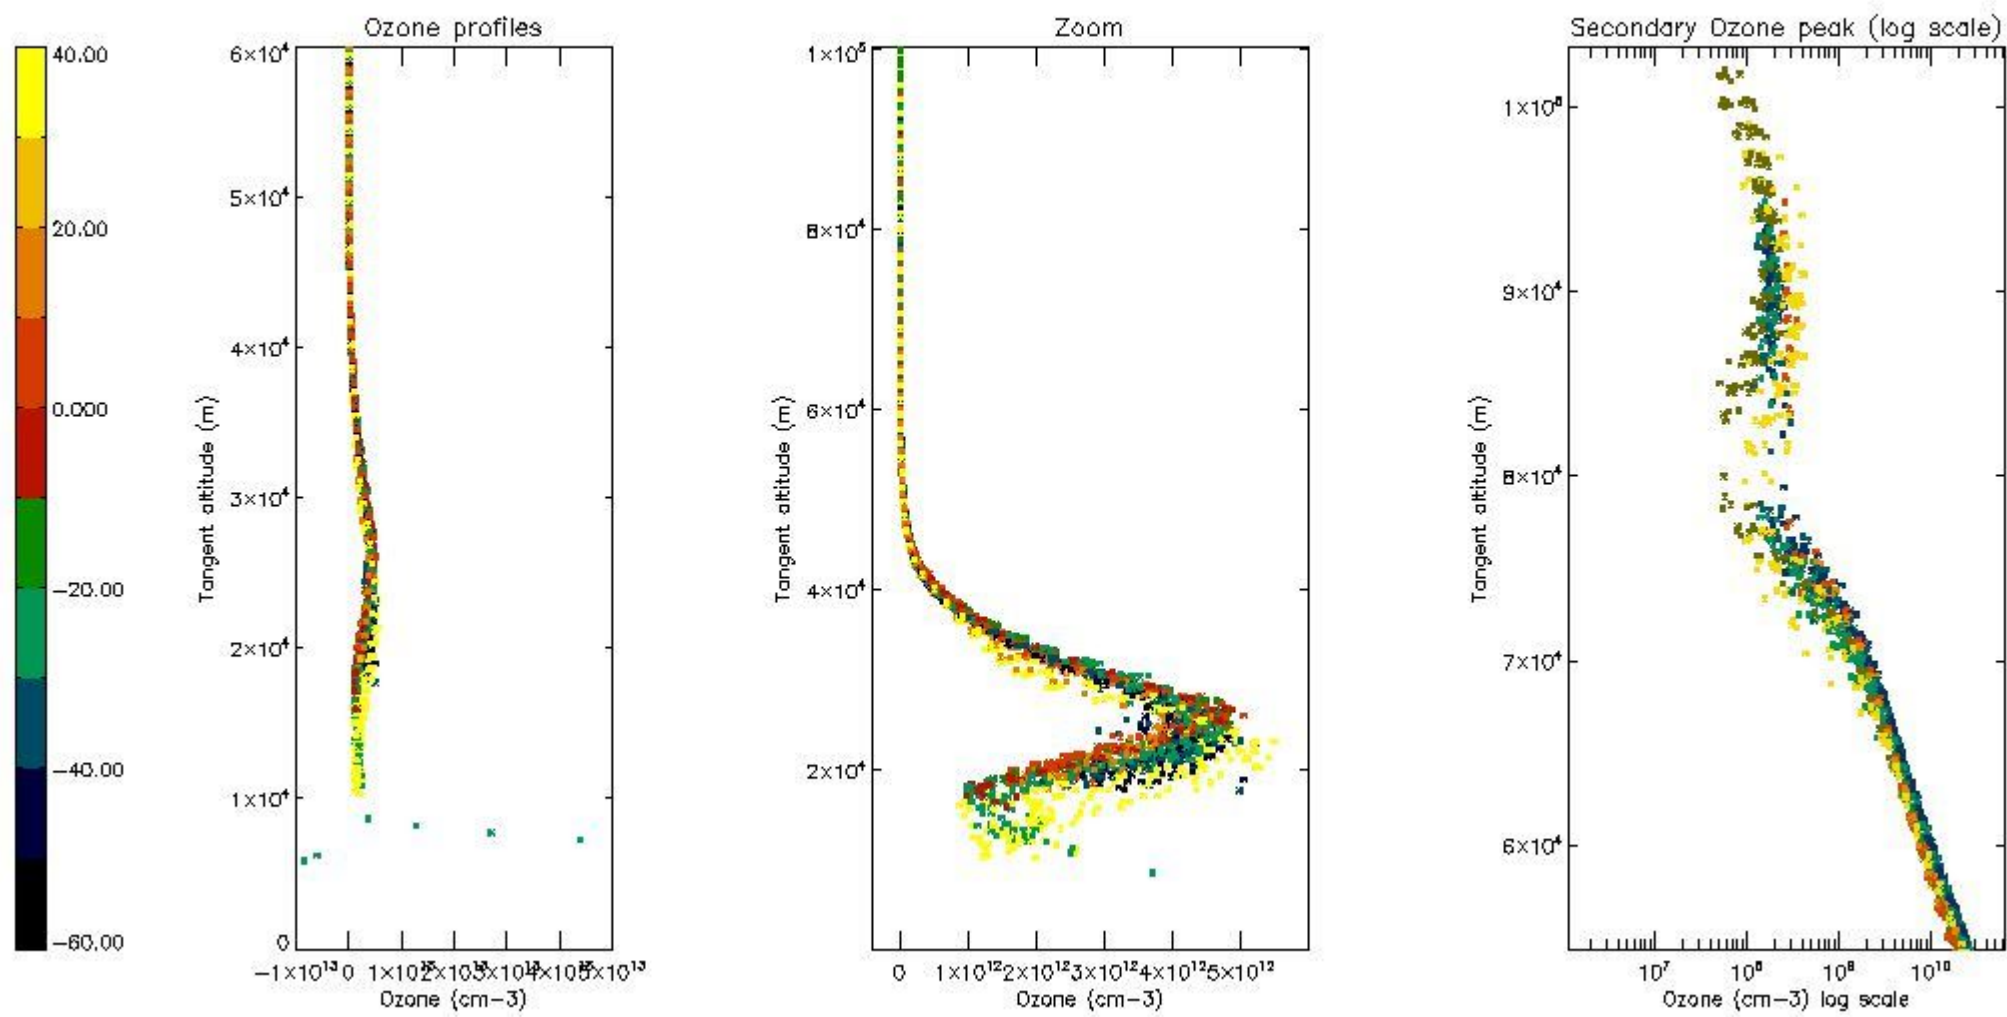 Ozone profiles
Zoom
Secondary Ozone peak (log scale)
40.00
20.00
0.000
-20.00
-40.00
-60.00
Tangent altitude (m)
6×10⁴
5×10⁴
4×10⁴
3×10⁴
2×10⁴
1×10⁴
0
-1×10¹³ 0
5×10¹³
Ozone (cm-3)
Tangent altitude (m)
1×10⁵
8×10⁴
6×10⁴
4×10⁴
2×10⁴
0 1×10¹² 2×10¹² 3×10¹² 4×10¹² 5×10¹²
Ozone (cm-3)
Tangent altitude (m)
9×10⁴
8×10⁴
7×10⁴
6×10⁴
10⁷ 10⁸ 10⁹ 10¹⁰
Ozone (cm-3) log scale